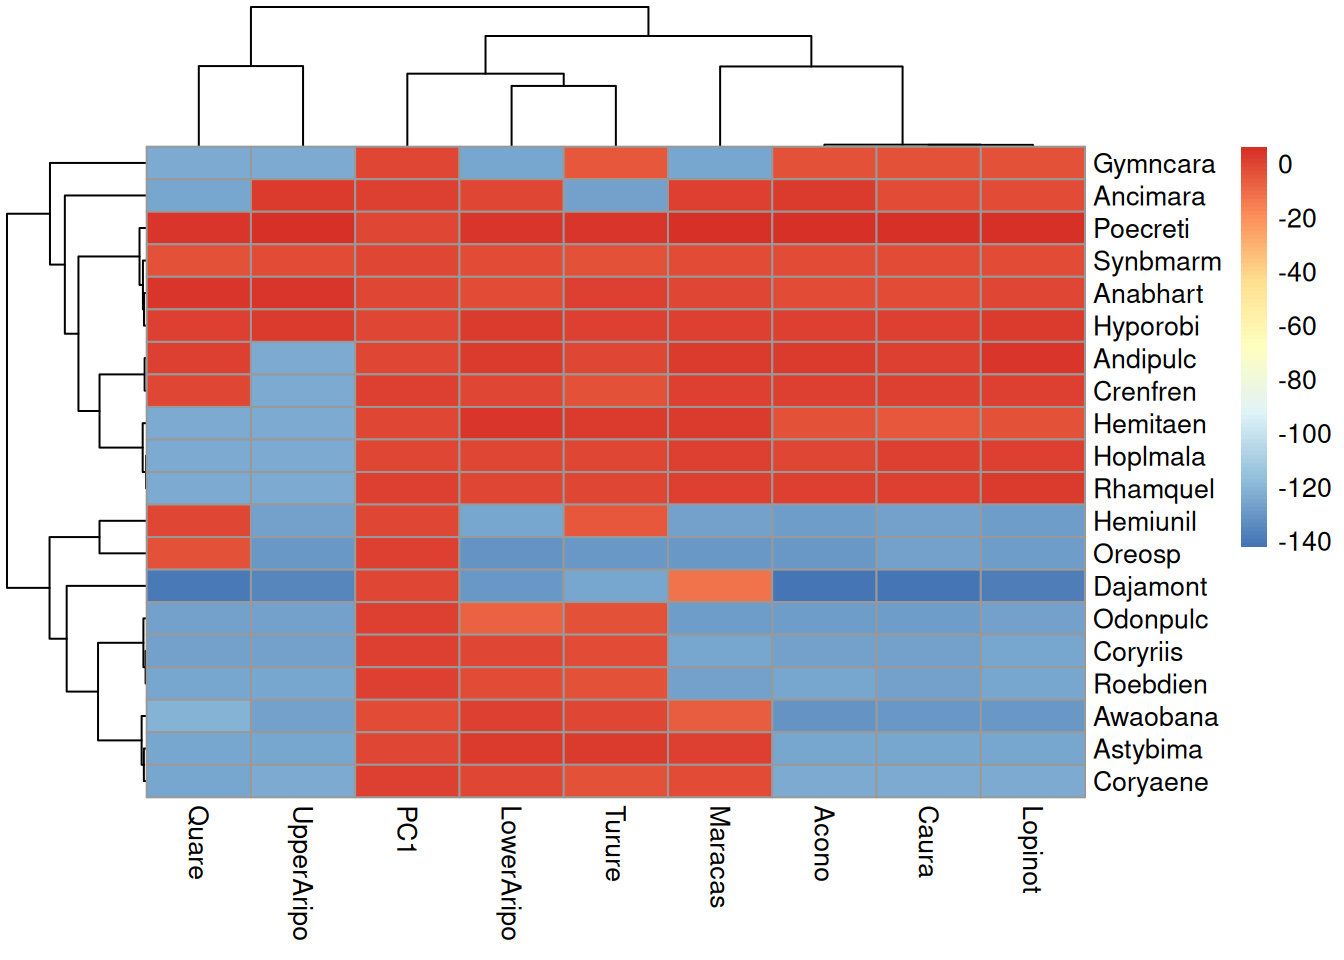 Gymncara
Ancimara
Poecreti
Synbmarm
Anabhart
Hyporobi
Andipulc
Crenfren
Hemitaen
Hoplmala
Rhamquel
Hemiunil
Oreosp
Dajamont
Odonpulc
Coryriis
Roebdien
Awaobana
Astybima
Coryaene
0
-20
-40
-60
-80
-100
-120
-140
Quare
UpperAripo
PC1
LowerAripo
Turure
Maracas
Acono
Caura
Lopinot